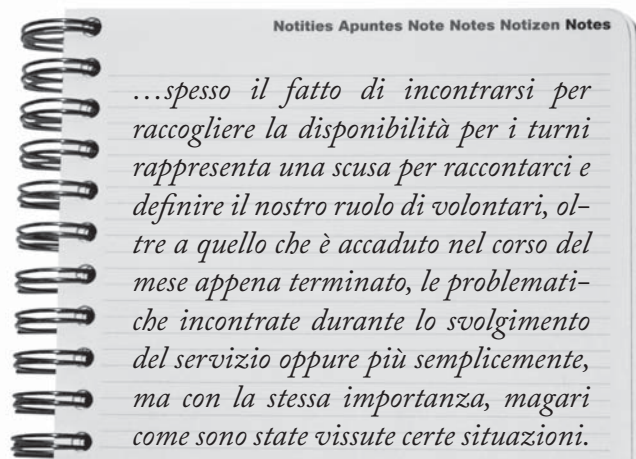 Notities Apuntes Note Notes Notizen Notes
…spesso il fatto di incontrarsi per
raccogliere la disponibilità per i turni
rappresenta una scusa per raccontarci e
definire il nostro ruolo di volontari, ol-
tre a quello che è accaduto nel corso del
mese appena terminato, le problemati-
che incontrate durante lo svolgimento
del servizio oppure più semplicemente,
ma con la stessa importanza, magari
come sono state vissute certe situazioni.